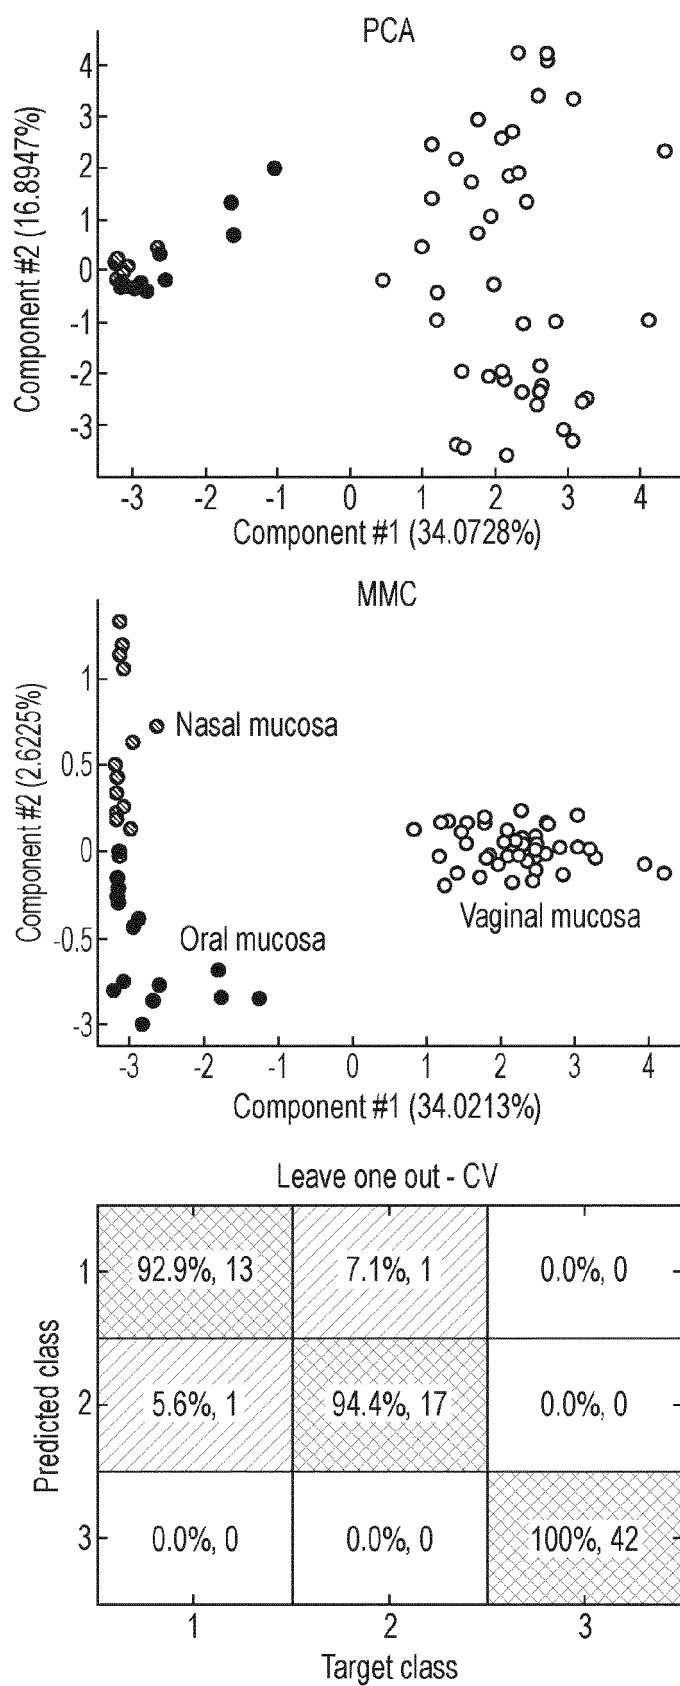 PCA
Component #2 (16.8947%)
4
3
2
1
0
-1
-2
-3
-3 -2 -1 0 1 2 3 4
Component #1 (34.0728%)
MMC
Component #2 (2.6225%)
1
0.5
0
-0.5
-3
Nasal mucosa
Oral mucosa
Vaginal mucosa
-3 -2 -1 0 1 2 3 4
Component #1 (34.0213%)
Leave one out - CV
Predicted class
1 92.9%, 13 7.1%, 1 0.0%, 0
2 5.6%, 1 94.4%, 17 0.0%, 0
3 0.0%, 0 0.0%, 0 100%, 42
1 2 3
Target class